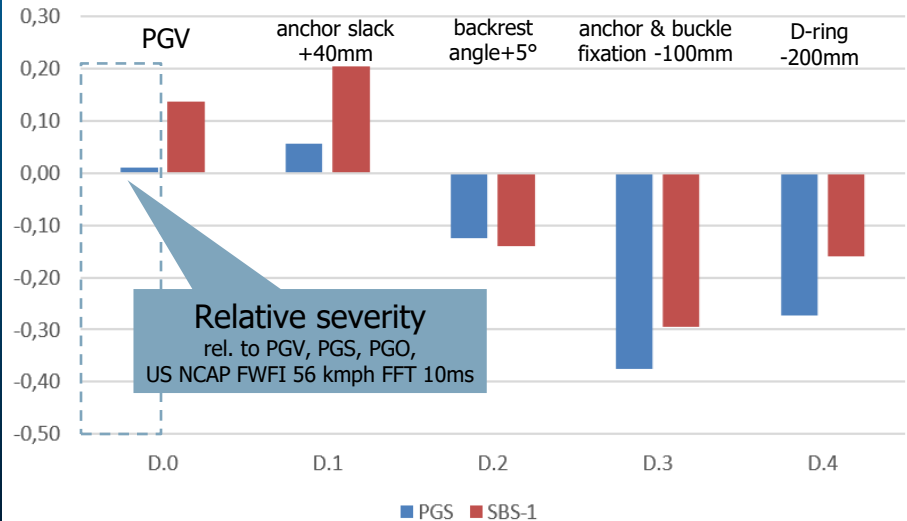 0,30
0,20
0,10
0,00
-0,10
-0,20
-0,30
-0,40
-0,50
PGV
anchor slack
+40mm
backrest
angle+5°
anchor & buckle
fixation -100mm
D-ring
-200mm
Relative severity
rel. to PGV, PGS, PGO,
US NCAP FWFI 56 kmph FFT 10ms
D.0 D.1 D.2 D.3 D.4
PGS SBS-1